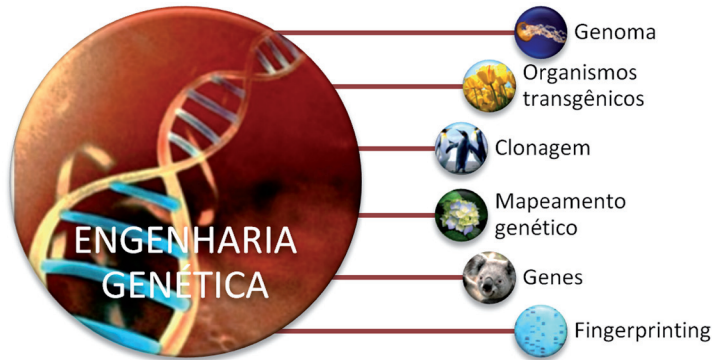 ENGENHARIA
GENÉTICA
Genoma
Organismos
transgênicos
Clonagem
Mapeamento
genético
Genes
Fingerprinting